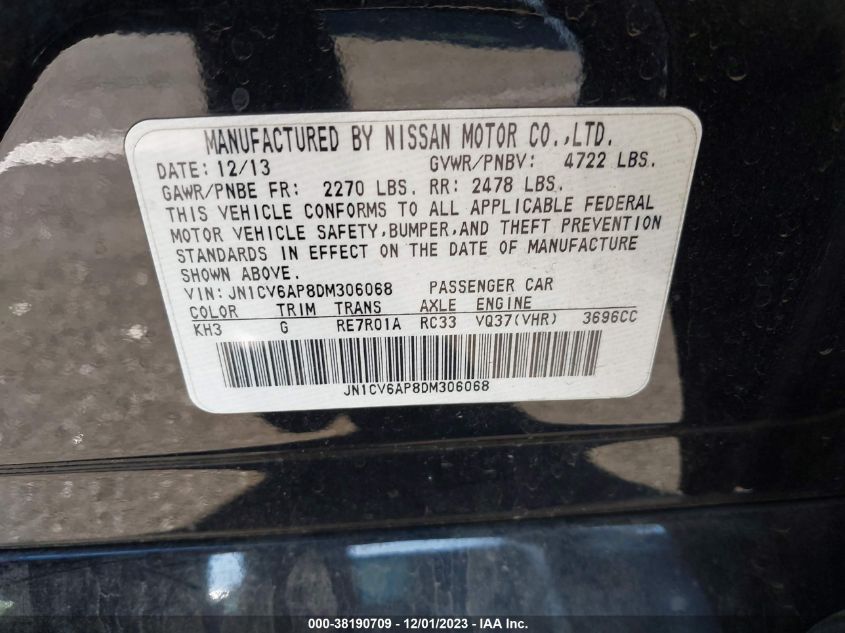 MANUFACTURED BY NISSAN MOTOR CO.,LTD.
DATE: 12/13 GVWR/PNBV: 4722 LBS.
GAWR/PNBE FR: 2270 LBS. RR: 2478 LBS.
THIS VEHICLE CONFORMS TO ALL APPLICABLE FEDERAL
MOTOR VEHICLE SAFETY,BUMPER,AND THEFT PREVENTION
STANDARDS IN EFFECT ON THE DATE OF MANUFACTURE
SHOWN ABOVE.
VIN: JN1CV6AP8DM306068 PASSENGER CAR
COLOR TRIM TRANS AXLE ENGINE
KH3 G RE7R01A RC33 VQ37(VHR) 3696CC
JN1CV6AP8DM306068
000-38190709 - 12/01/2023 - IAA Inc.